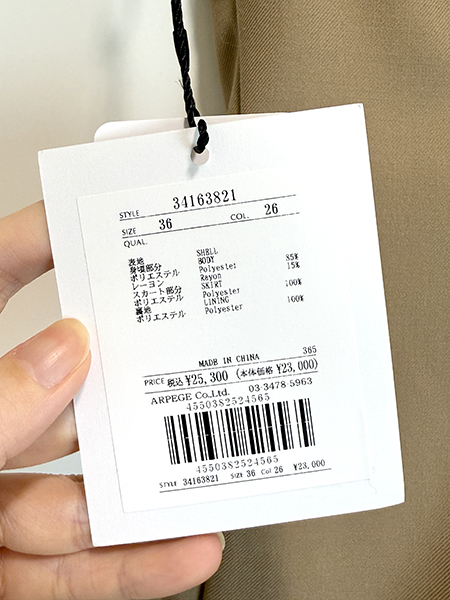 STYLE 34163821
SIZE 36 COL. 26
QUAL.
表地 SHELL
身頃部分 BODY
ポリエステル Polyester 85%
レーヨン Rayon 15%
スカート部分 SKIRT
ポリエステル Polyester 100%
裏地 LINING
ポリエステル Polyester 100%
MADE IN CHINA 365
PRICE 税込 ¥25,300 (本体価格 ¥23,000)
ARPEGE Co.,Ltd. 03-3478-5963
4550382524565
4550382524565
STYLE 34163821 SIZE 36 Col 26 ¥23,000